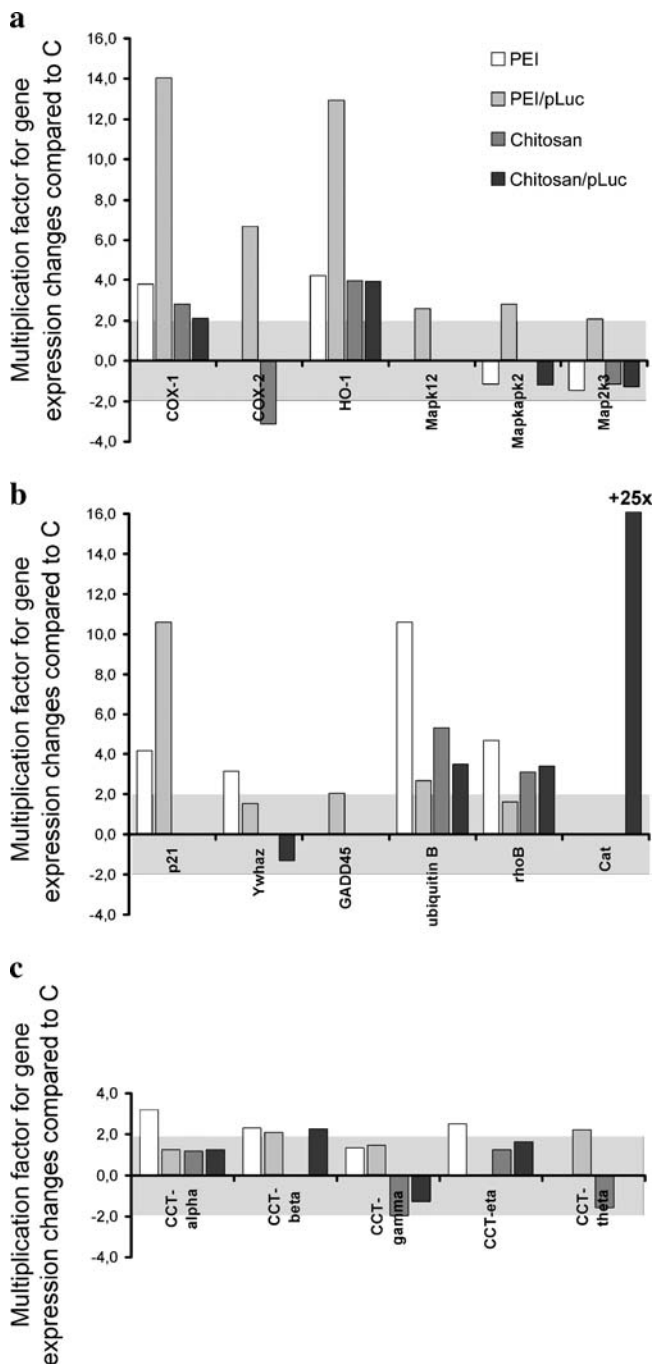 a
Multiplication factor for gene
expression changes compared to C
16,0
14,0
12,0
10,0
8,0
6,0
4,0
2,0
0,0
-2,0
-4,0
PEI
PEI/pLuc
Chitosan
Chitosan/pLuc
COX-1
COX-2
HO-1
Mapk12
Mapkapk2
Map2k3
b
Multiplication factor for gene
expression changes compared to C
16,0
14,0
12,0
10,0
8,0
6,0
4,0
2,0
0,0
-2,0
-4,0
+25x
p21
Ywhaz
GADD45
ubiquitin B
rhoB
Cat
c
Multiplication factor for gene
expression changes compared to C
4,0
2,0
0,0
-2,0
-4,0
CCT-
alpha
CCT-
beta
CCT-
gamma
CCT-eta
CCT-
theta